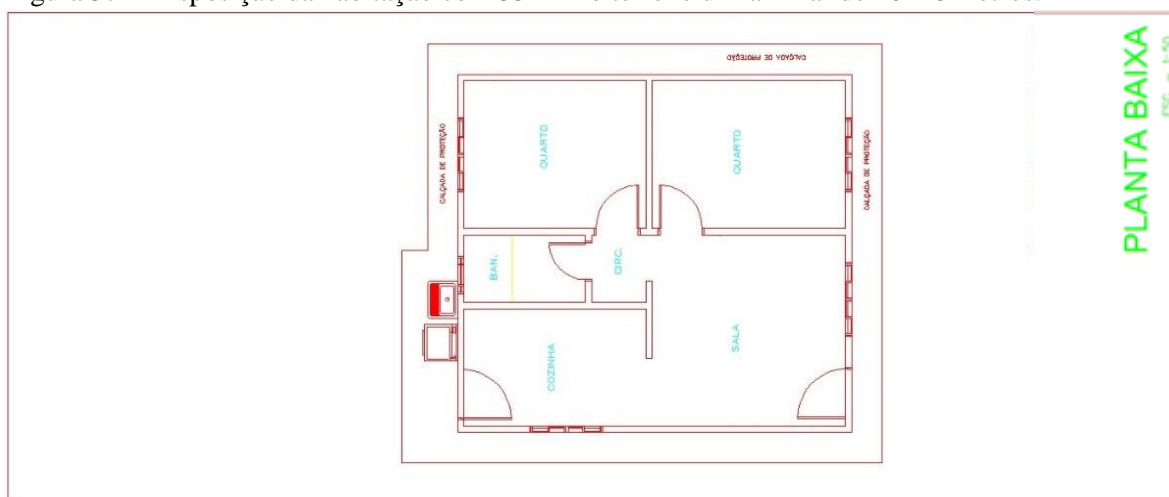 CALÇADA DE PROTEÇÃO
CALÇADA DE PROTEÇÃO
QUARTO
QUARTO
CALÇADA DE PROTEÇÃO
BAN.
CIRC.
COZINHA
SALA
PLANTA BAIXA